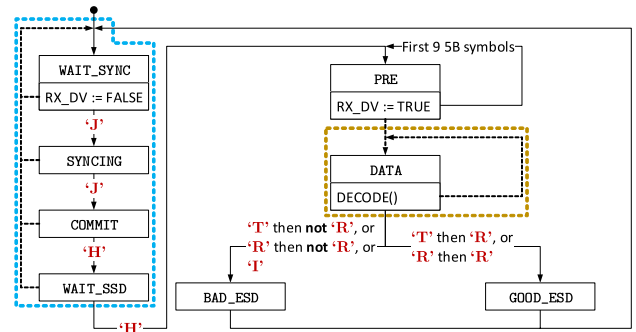 WAIT_SYNC
RX_DV := FALSE
‘J’
SYNCING
‘J’
COMMIT
‘H’
WAIT_SSD
‘H’
First 9 5B symbols
PRE
RX_DV := TRUE
DATA
DECODE()
‘T’ then not ‘R’, or
‘R’ then not ‘R’, or
‘I’
‘T’ then ‘R’, or
‘R’ then ‘R’
BAD_ESD
GOOD_ESD